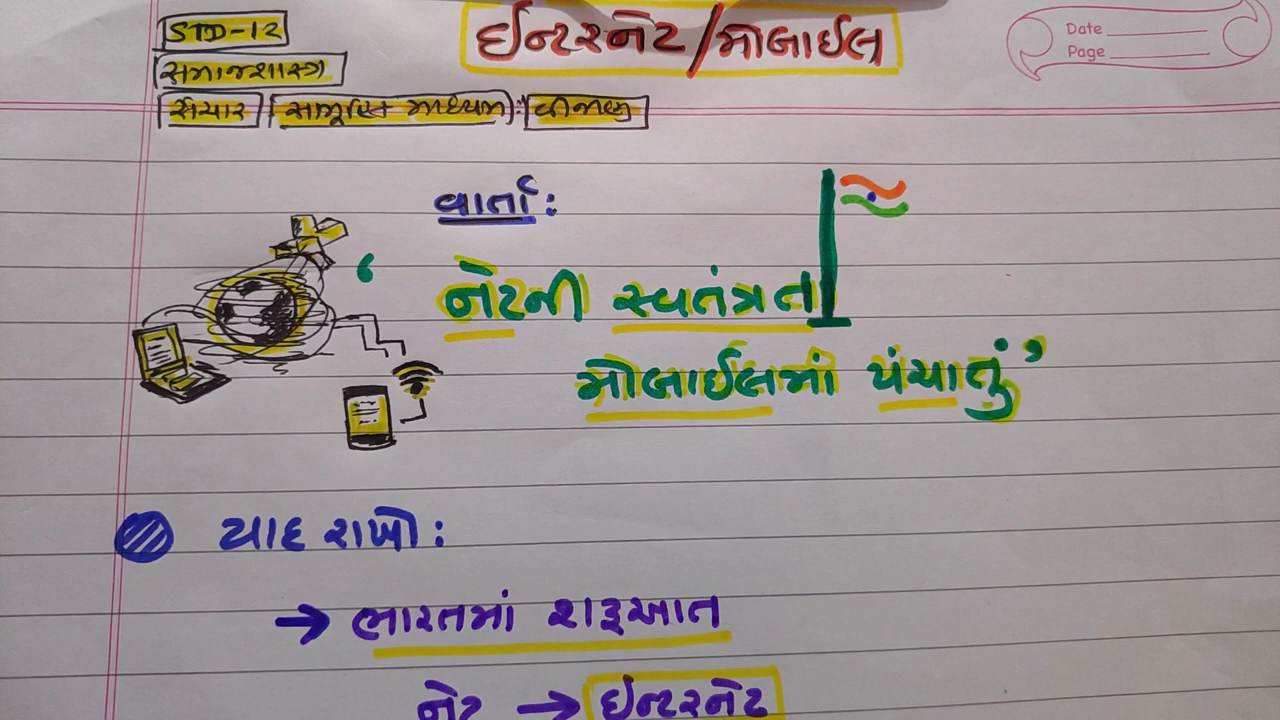 STD-12
ઈન્ટરનેટ/મોબાઈલ
Date
Page
સમાજશાસ્ત્ર
સંચાર સામૂહિક માધ્યમ): વીજાણુ
વાર્તા:
‘નેટની સ્વતંત્રતા
મોબાઈલમાં પંચાતનું’
યાદ રાખો:
→ ભારતમાં શરૂઆત
નેટ → ઈન્ટરનેટ